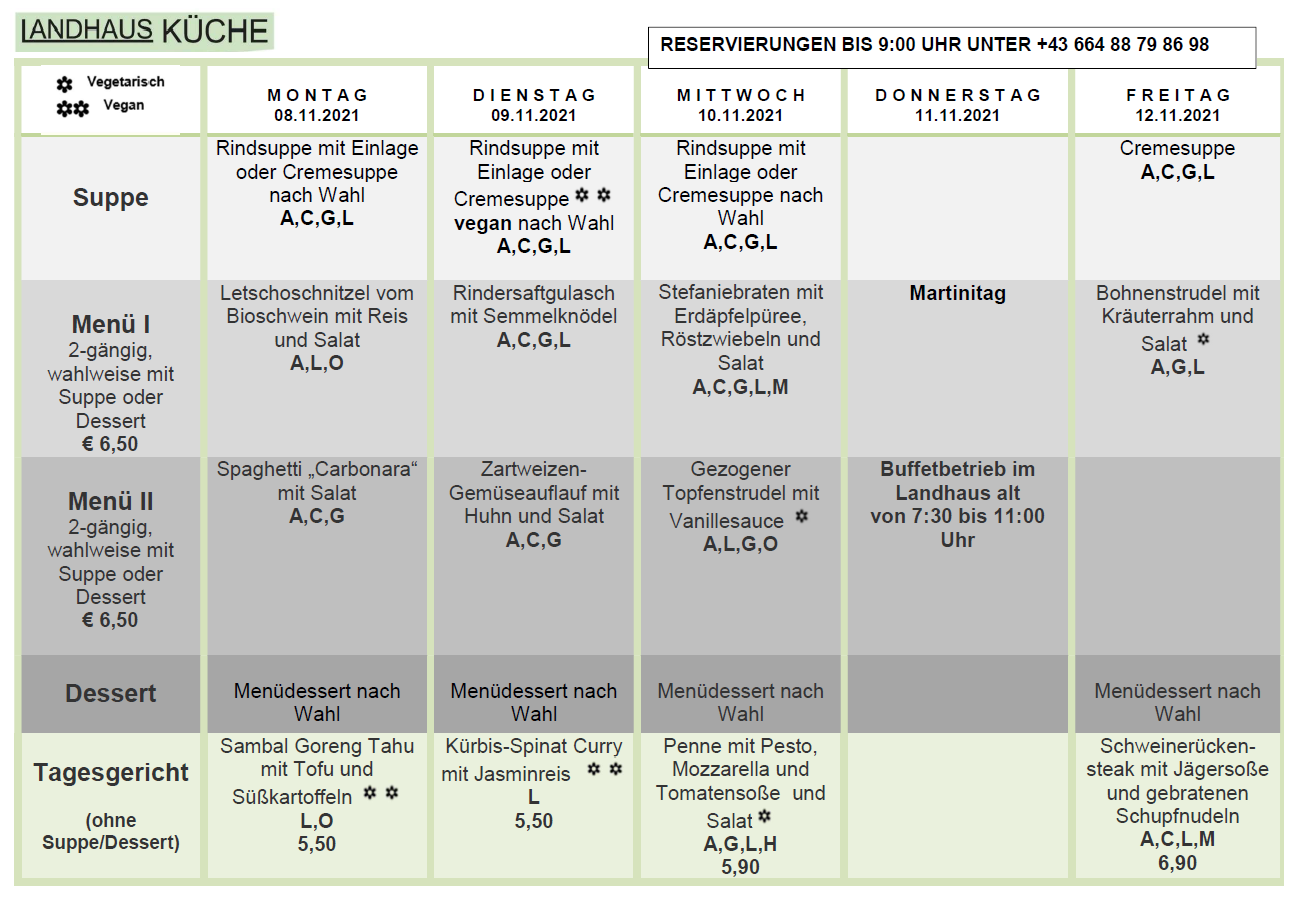 LANDHAUS KÜCHE
RESERVIERUNGEN BIS 9:00 UHR UNTER +43 664 88 79 86 98
Vegetarisch
Vegan
MONTAG
08.11.2021
DIENSTAG
09.11.2021
MITTWOCH
10.11.2021
DONNERSTAG
11.11.2021
FREITAG
12.11.2021
Suppe
Rindsuppe mit Einlage
oder Cremesuppe
nach Wahl
A,C,G,L
Rindsuppe mit
Einlage oder
Cremesuppe
vegan nach Wahl
A,C,G,L
Rindsuppe mit
Einlage oder
Cremesuppe nach
Wahl
A,C,G,L
Cremesuppe
A,C,G,L
Menü I
2-gängig,
wahlweise mit
Suppe oder
Dessert
€ 6,50
Letschoschnitzel vom
Bioschwein mit Reis
und Salat
A,L,O
Rindersaftgulasch
mit Semmelknödel
A,C,G,L
Stefaniebraten mit
Erdäpfelpüree,
Röstzwiebeln und
Salat
A,C,G,L,M
Martinitag
Bohnenstrudel mit
Kräuterrahm und
Salat
A,G,L
Menü II
2-gängig,
wahlweise mit
Suppe oder
Dessert
€ 6,50
Spaghetti „Carbonara“
mit Salat
A,C,G
Zartweizen-
Gemüseauflauf mit
Huhn und Salat
A,C,G
Gezogener
Topfenstrudel mit
Vanillesauce
A,L,G,O
Buffetbetrieb im
Landhaus alt
von 7:30 bis 11:00
Uhr
Dessert
Menüdessert nach
Wahl
Menüdessert nach
Wahl
Menüdessert nach
Wahl
Menüdessert nach
Wahl
Tagesgericht
(ohne
Suppe/Dessert)
Sambal Goreng Tahu
mit Tofu und
Süßkartoffeln
L,O
5,50
Kürbis-Spinat Curry
mit Jasminreis
L
5,50
Penne mit Pesto,
Mozzarella und
Tomatensoße und
Salat
A,G,L,H
5,90
Schweinerücken-
steak mit Jägersoße
und gebratenen
Schupfnudeln
A,C,L,M
6,90